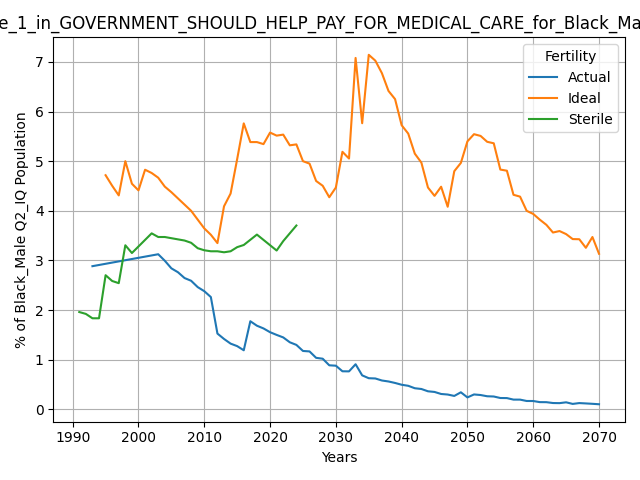 e_1_in_GOVERNMENT_SHOULD_HELP_PAY_FOR_MEDICAL_CARE_for_Black_Ma
Fertility
Actual
Ideal
Sterile
% of Black_Male Q2_IQ Population
7
6
5
4
3
2
1
0
1990 2000 2010 2020 2030 2040 2050 2060 2070
Years